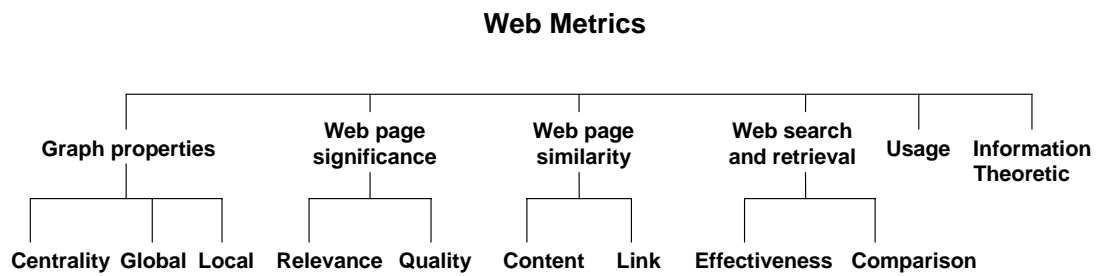 Web Metrics
Graph properties
Web page
significance
Web page
similarity
Web search
and retrieval
Usage
Information
Theoretic
Centrality Global Local Relevance Quality Content Link Effectiveness Comparison